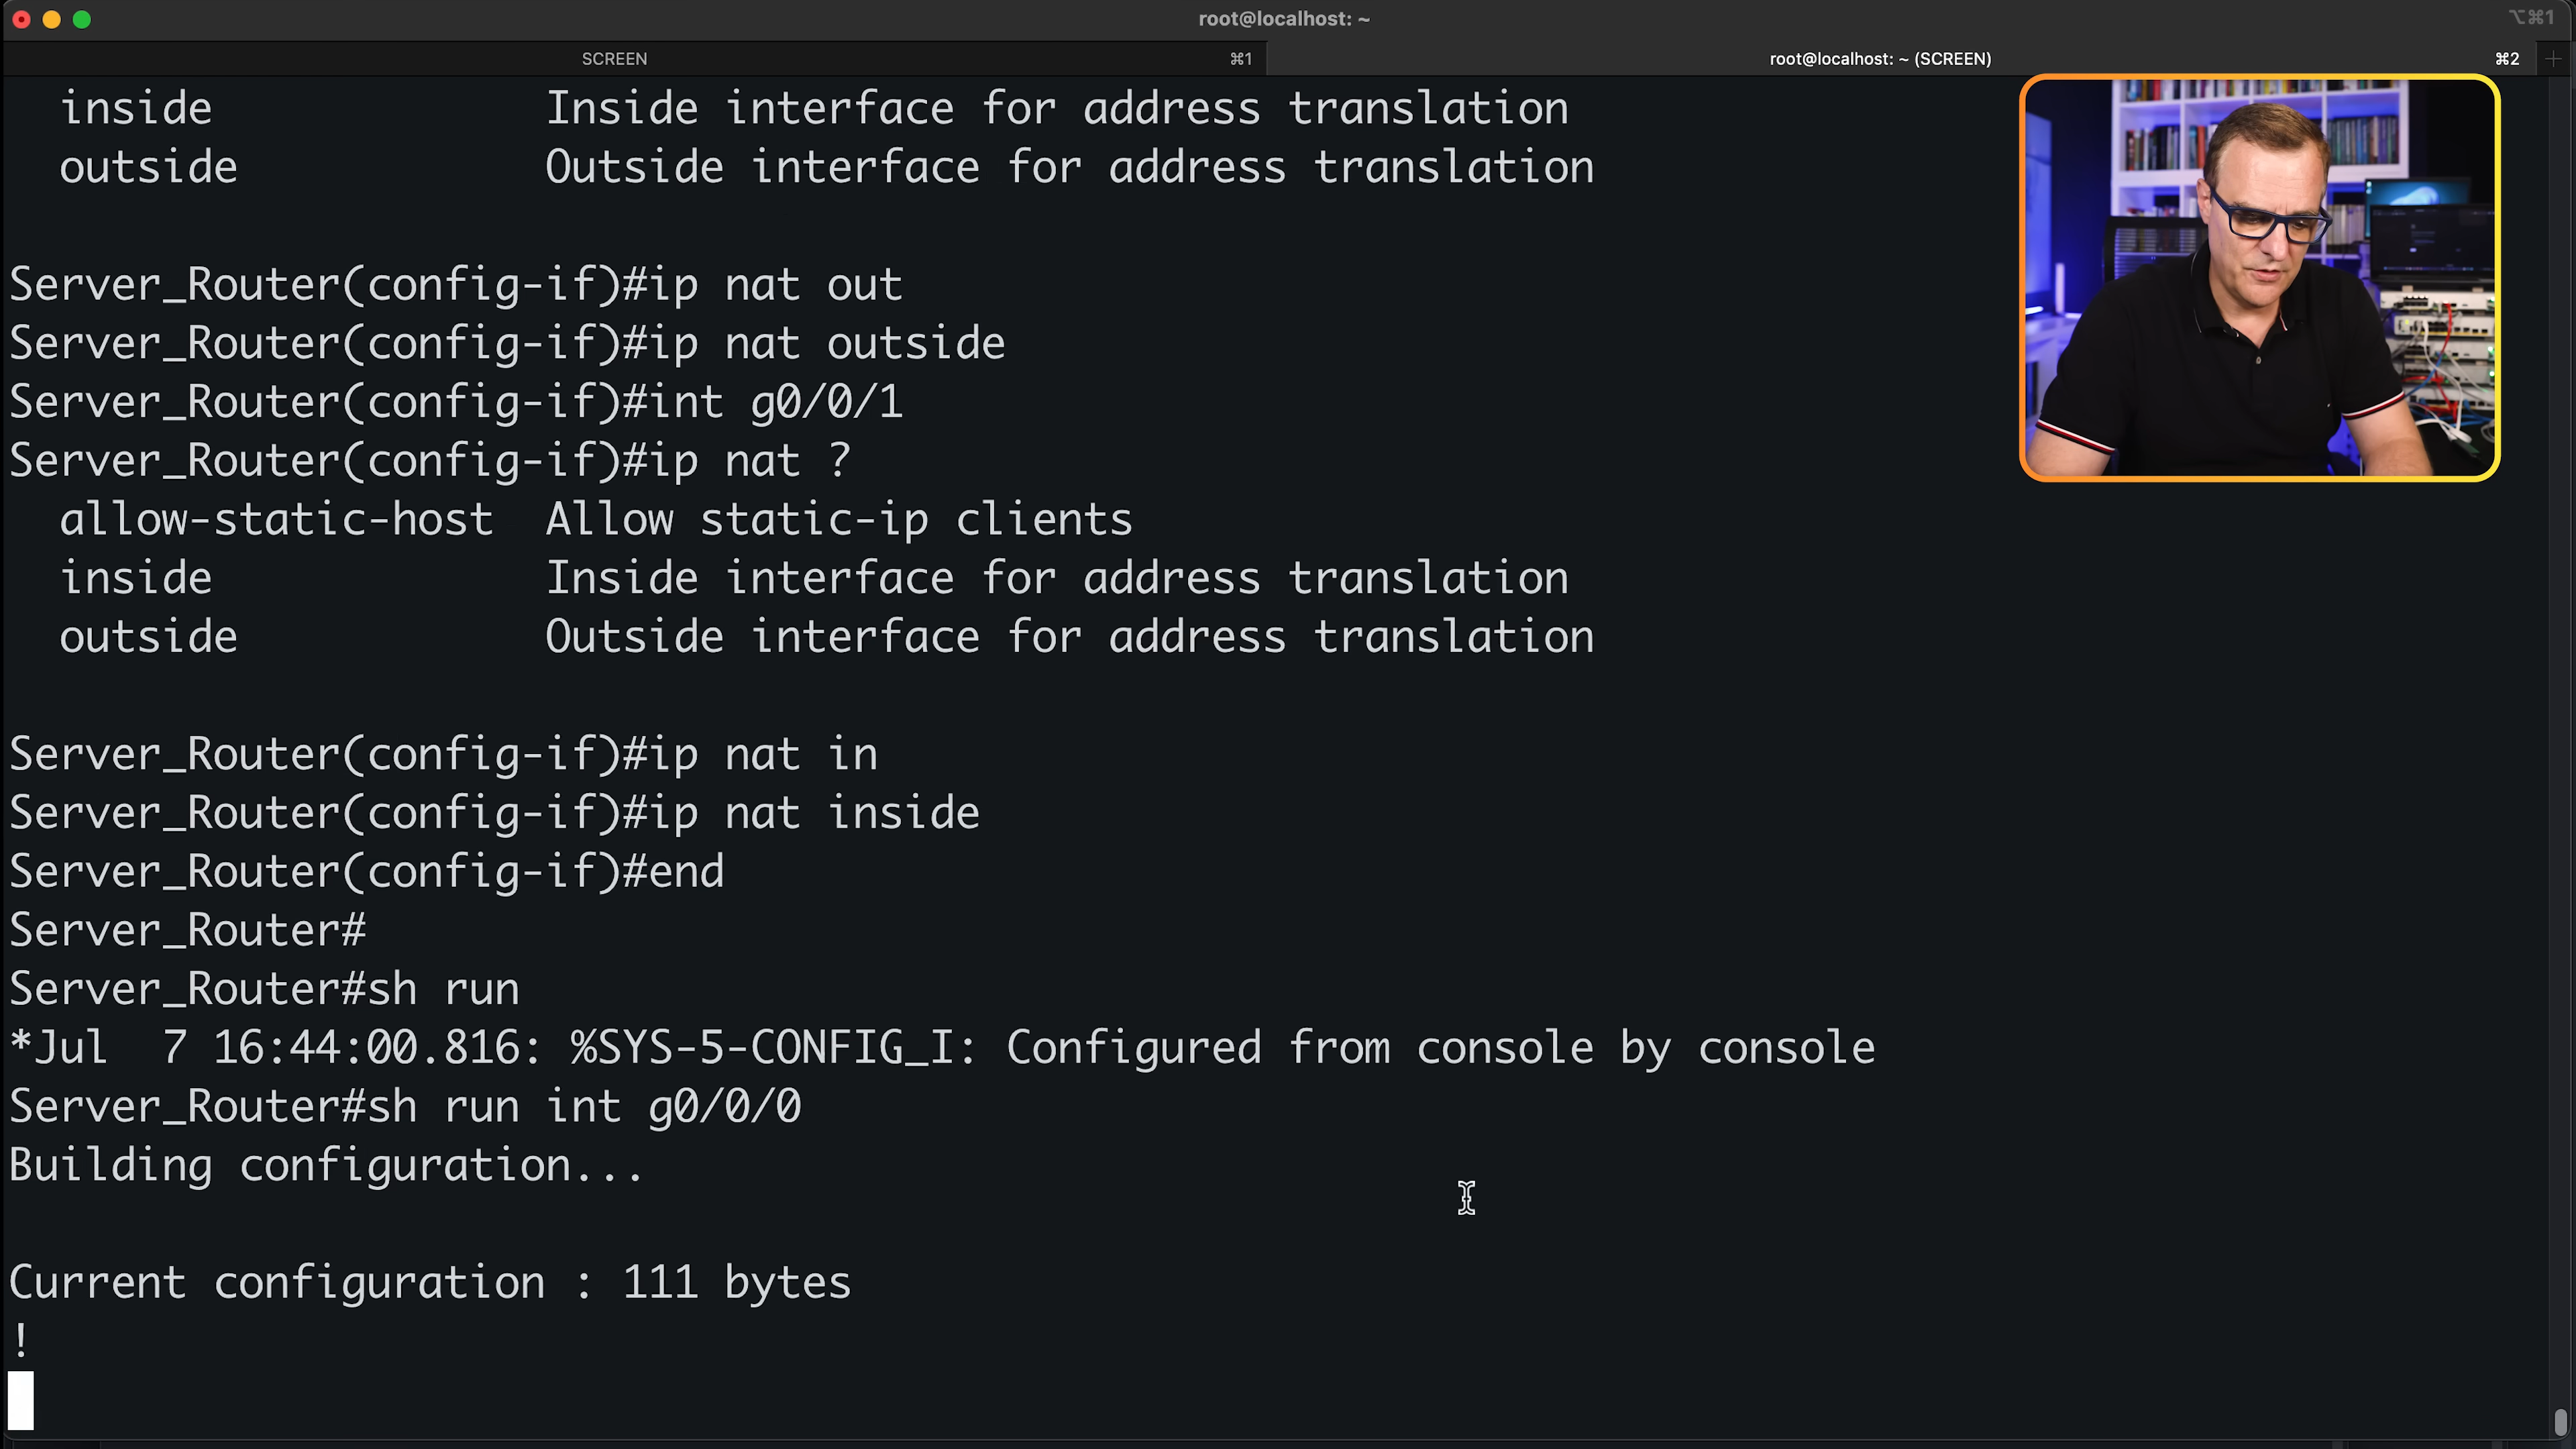 root@localhost: ~
⌥⌘1
SCREEN ⌘1
root@localhost: ~ (SCREEN) ⌘2
inside Inside interface for address translation
outside Outside interface for address translation
Server_Router(config-if)#ip nat out
Server_Router(config-if)#ip nat outside
Server_Router(config-if)#int g0/0/1
Server_Router(config-if)#ip nat ?
allow-static-host Allow static-ip clients
inside Inside interface for address translation
outside Outside interface for address translation
Server_Router(config-if)#ip nat in
Server_Router(config-if)#ip nat inside
Server_Router(config-if)#end
Server_Router#
Server_Router#sh run
*Jul  7 16:44:00.816: %SYS-5-CONFIG_I: Configured from console by console
Server_Router#sh run int g0/0/0
Building configuration...
Current configuration : 111 bytes
!